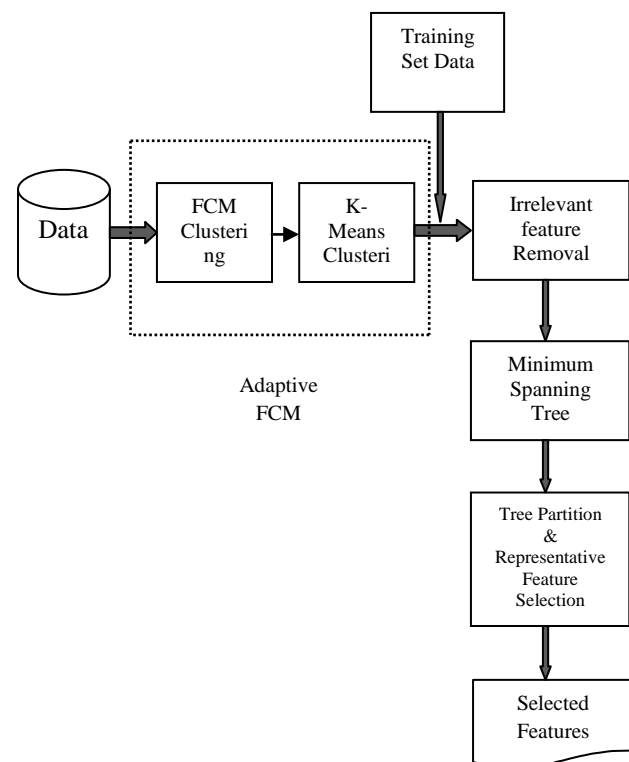 Training
Set Data
Data
FCM
Clusteri
ng
K-
Means
Clusteri
Irrelevant
feature
Removal
Adaptive
FCM
Minimum
Spanning
Tree
Tree Partition
&
Representative
Feature
Selection
Selected
Features